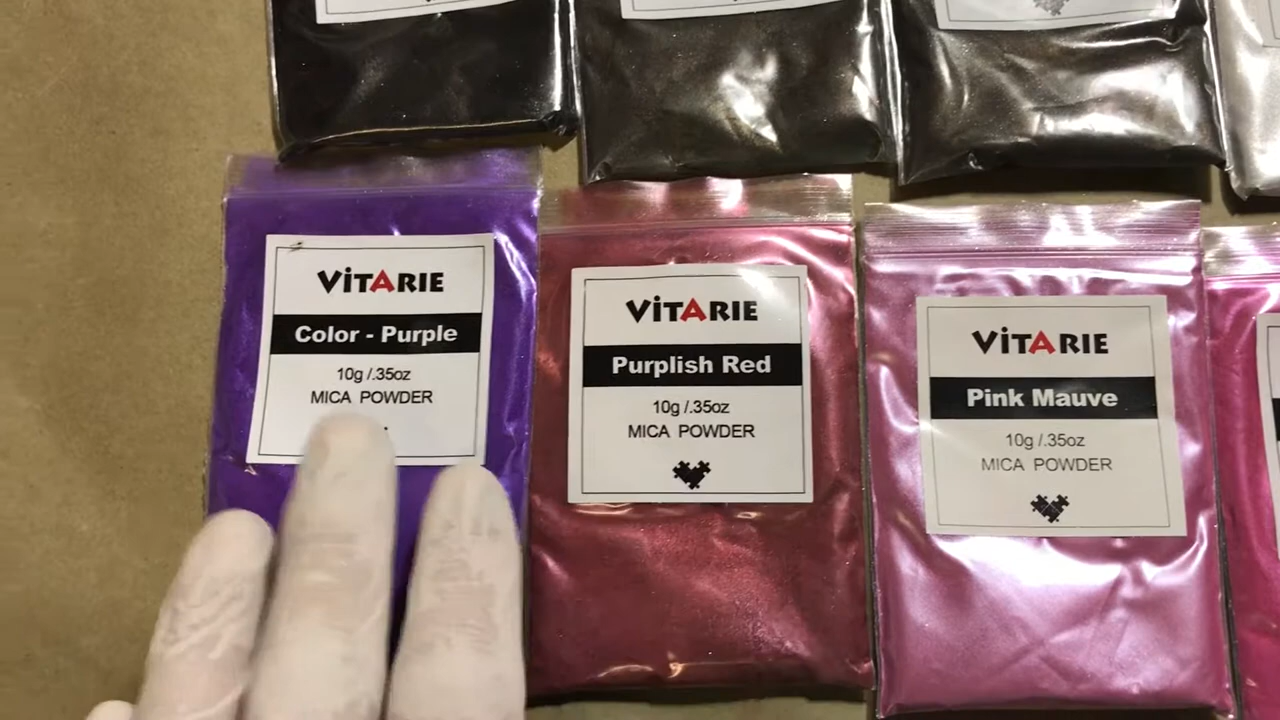 ViTARIE
Color - Purple
10g /.35oz
MICA POWDER
ViTARIE
Purplish Red
10g /.35oz
MICA POWDER
ViTARIE
Pink Mauve
10g /.35oz
MICA POWDER